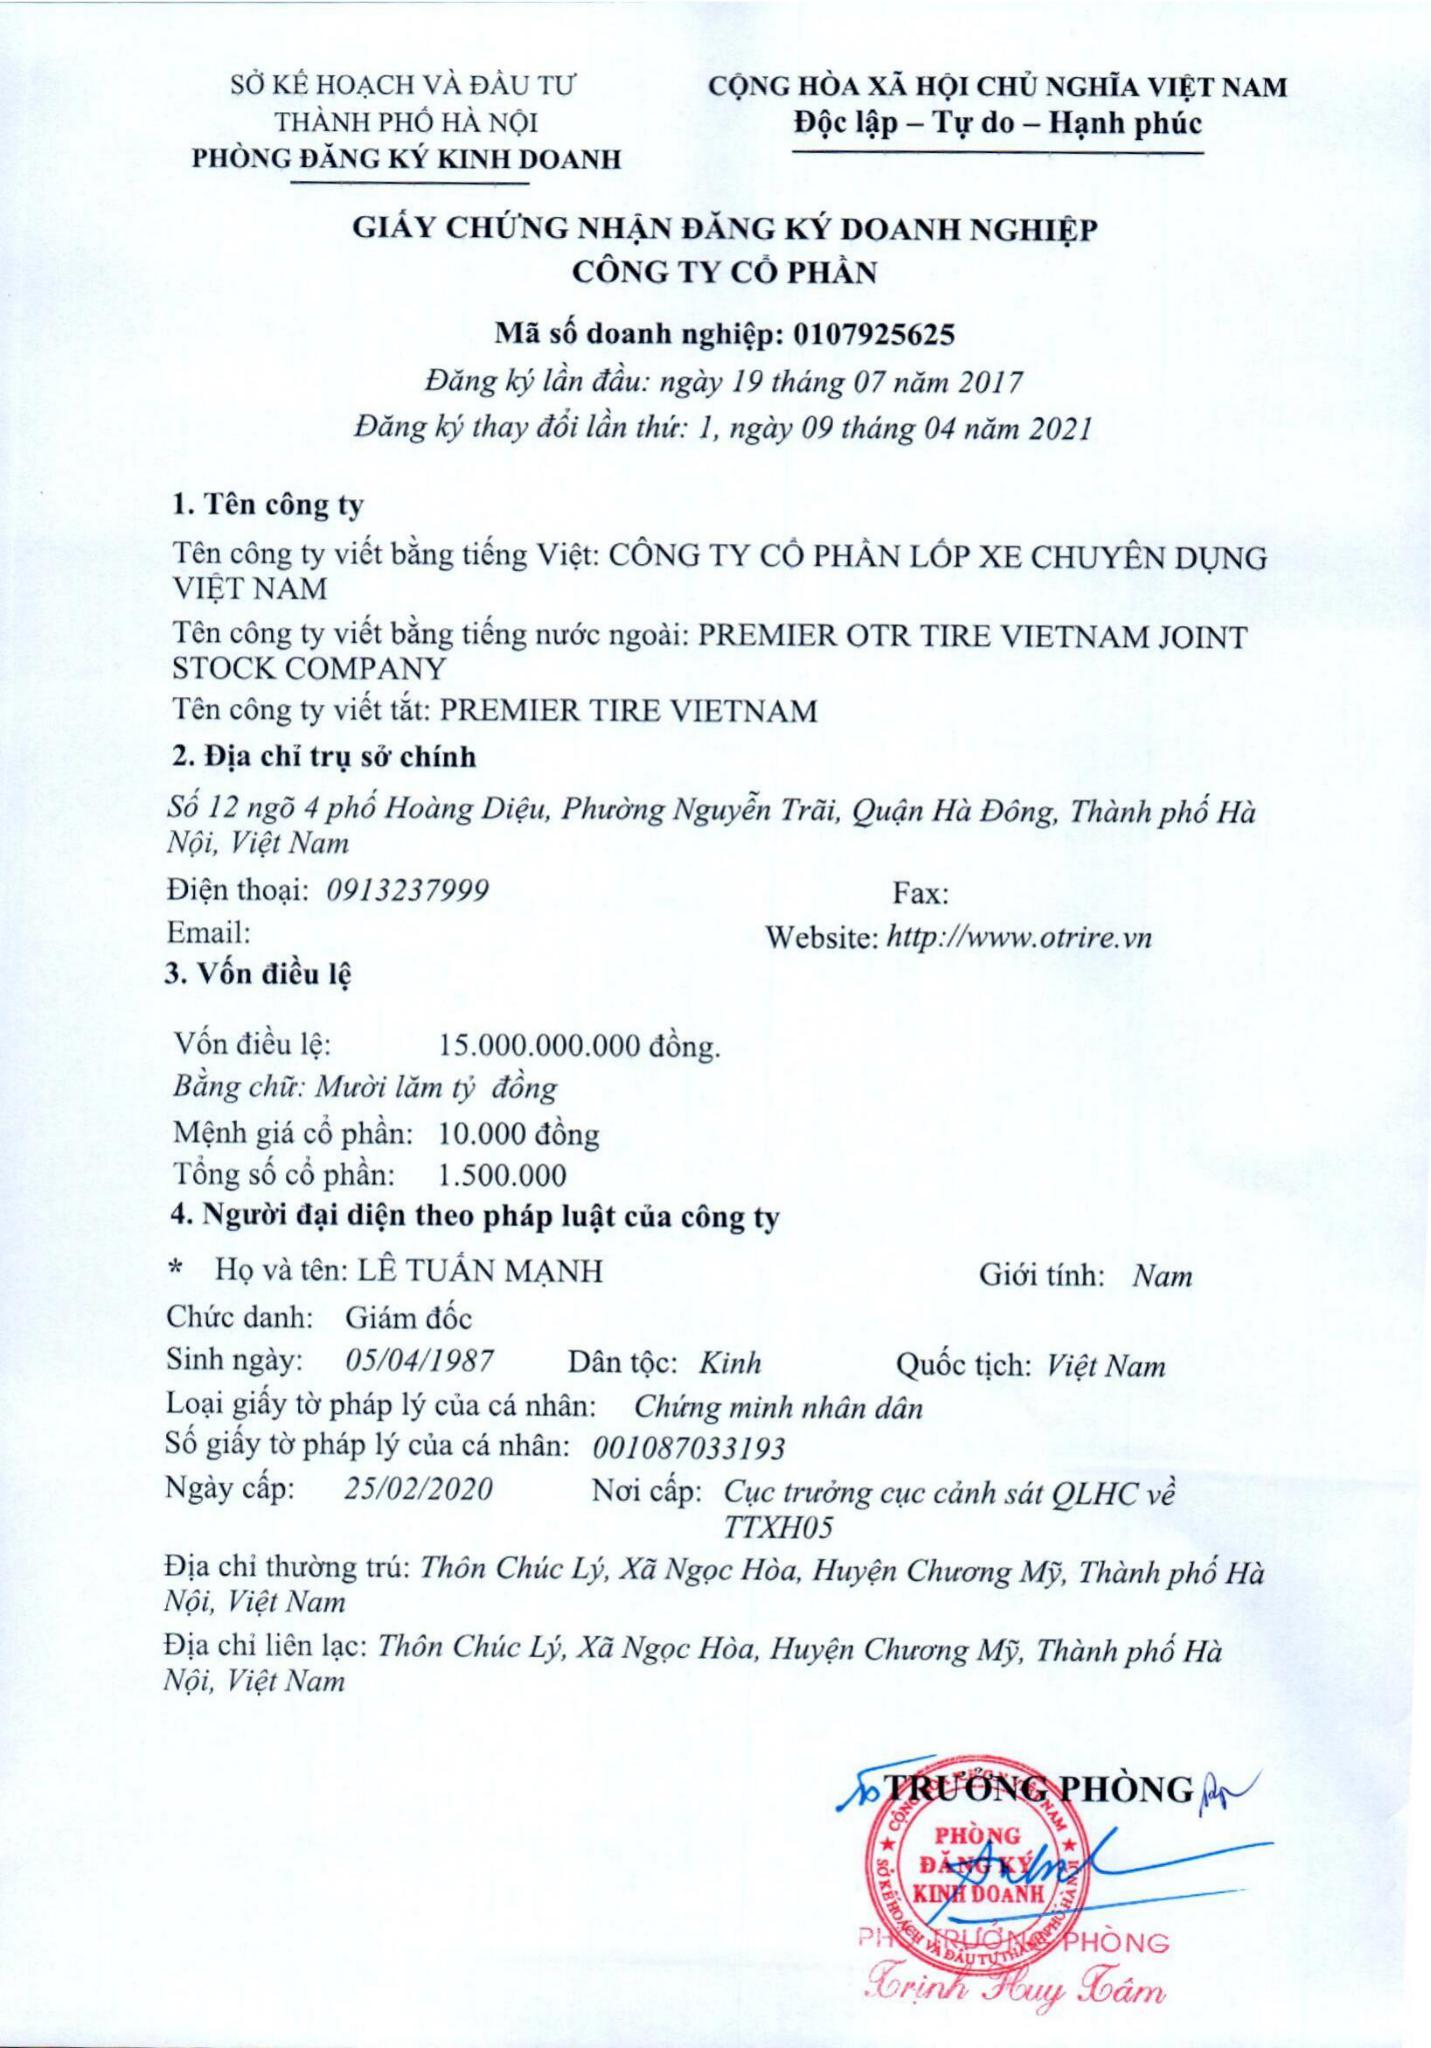 SỞ KẾ HOẠCH VÀ ĐẦU TƯ
THÀNH PHỐ HÀ NỘI
PHÒNG ĐĂNG KÝ KINH DOANH
CỘNG HÒA XÃ HỘI CHỦ NGHĨA VIỆT NAM
Độc lập – Tự do – Hạnh phúc
GIẤY CHỨNG NHẬN ĐĂNG KÝ DOANH NGHIỆP
CÔNG TY CỔ PHẦN
Mã số doanh nghiệp: 0107925625
Đăng ký lần đầu: ngày 19 tháng 07 năm 2017
Đăng ký thay đổi lần thứ: 1, ngày 09 tháng 04 năm 2021
1. Tên công ty
Tên công ty viết bằng tiếng Việt: CÔNG TY CỔ PHẦN LỐP XE CHUYÊN DỤNG
VIỆT NAM
Tên công ty viết bằng tiếng nước ngoài: PREMIER OTR TIRE VIETNAM JOINT
STOCK COMPANY
Tên công ty viết tắt: PREMIER TIRE VIETNAM
2. Địa chỉ trụ sở chính
Số 12 ngõ 4 phố Hoàng Diệu, Phường Nguyễn Trãi, Quận Hà Đông, Thành phố Hà
Nội, Việt Nam
Điện thoại: 0913237999 Fax:
Email: Website: http://www.otrire.vn
3. Vốn điều lệ
Vốn điều lệ: 15.000.000.000 đồng.
Bằng chữ: Mười lăm tỷ đồng
Mệnh giá cổ phần: 10.000 đồng
Tổng số cổ phần: 1.500.000
4. Người đại diện theo pháp luật của công ty
* Họ và tên: LÊ TUẤN MẠNH Giới tính: Nam
Chức danh: Giám đốc
Sinh ngày: 05/04/1987 Dân tộc: Kinh Quốc tịch: Việt Nam
Loại giấy tờ pháp lý của cá nhân: Chứng minh nhân dân
Số giấy tờ pháp lý của cá nhân: 001087033193
Ngày cấp: 25/02/2020 Nơi cấp: Cục trưởng cục cảnh sát QLHC về
TTXH05
Địa chỉ thường trú: Thôn Chúc Lý, Xã Ngọc Hòa, Huyện Chương Mỹ, Thành phố Hà
Nội, Việt Nam
Địa chỉ liên lạc: Thôn Chúc Lý, Xã Ngọc Hòa, Huyện Chương Mỹ, Thành phố Hà
Nội, Việt Nam
TRƯỞNG PHÒNG
PHÒNG
ĐĂNG KÝ
KINH DOANH
SỞ KẾ HOẠCH VÀ ĐẦU TƯ THÀNH PHỐ HÀ NỘI
PHÓ TRƯỞNG PHÒNG
Trịnh Huy Tâm